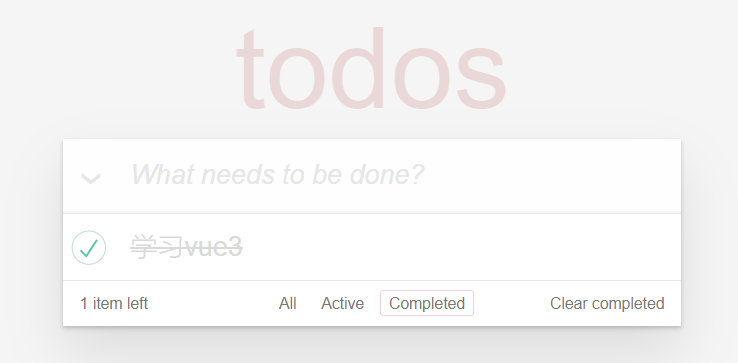 todos
What needs to be done?
学习vue3
1 item left All Active Completed Clear completed